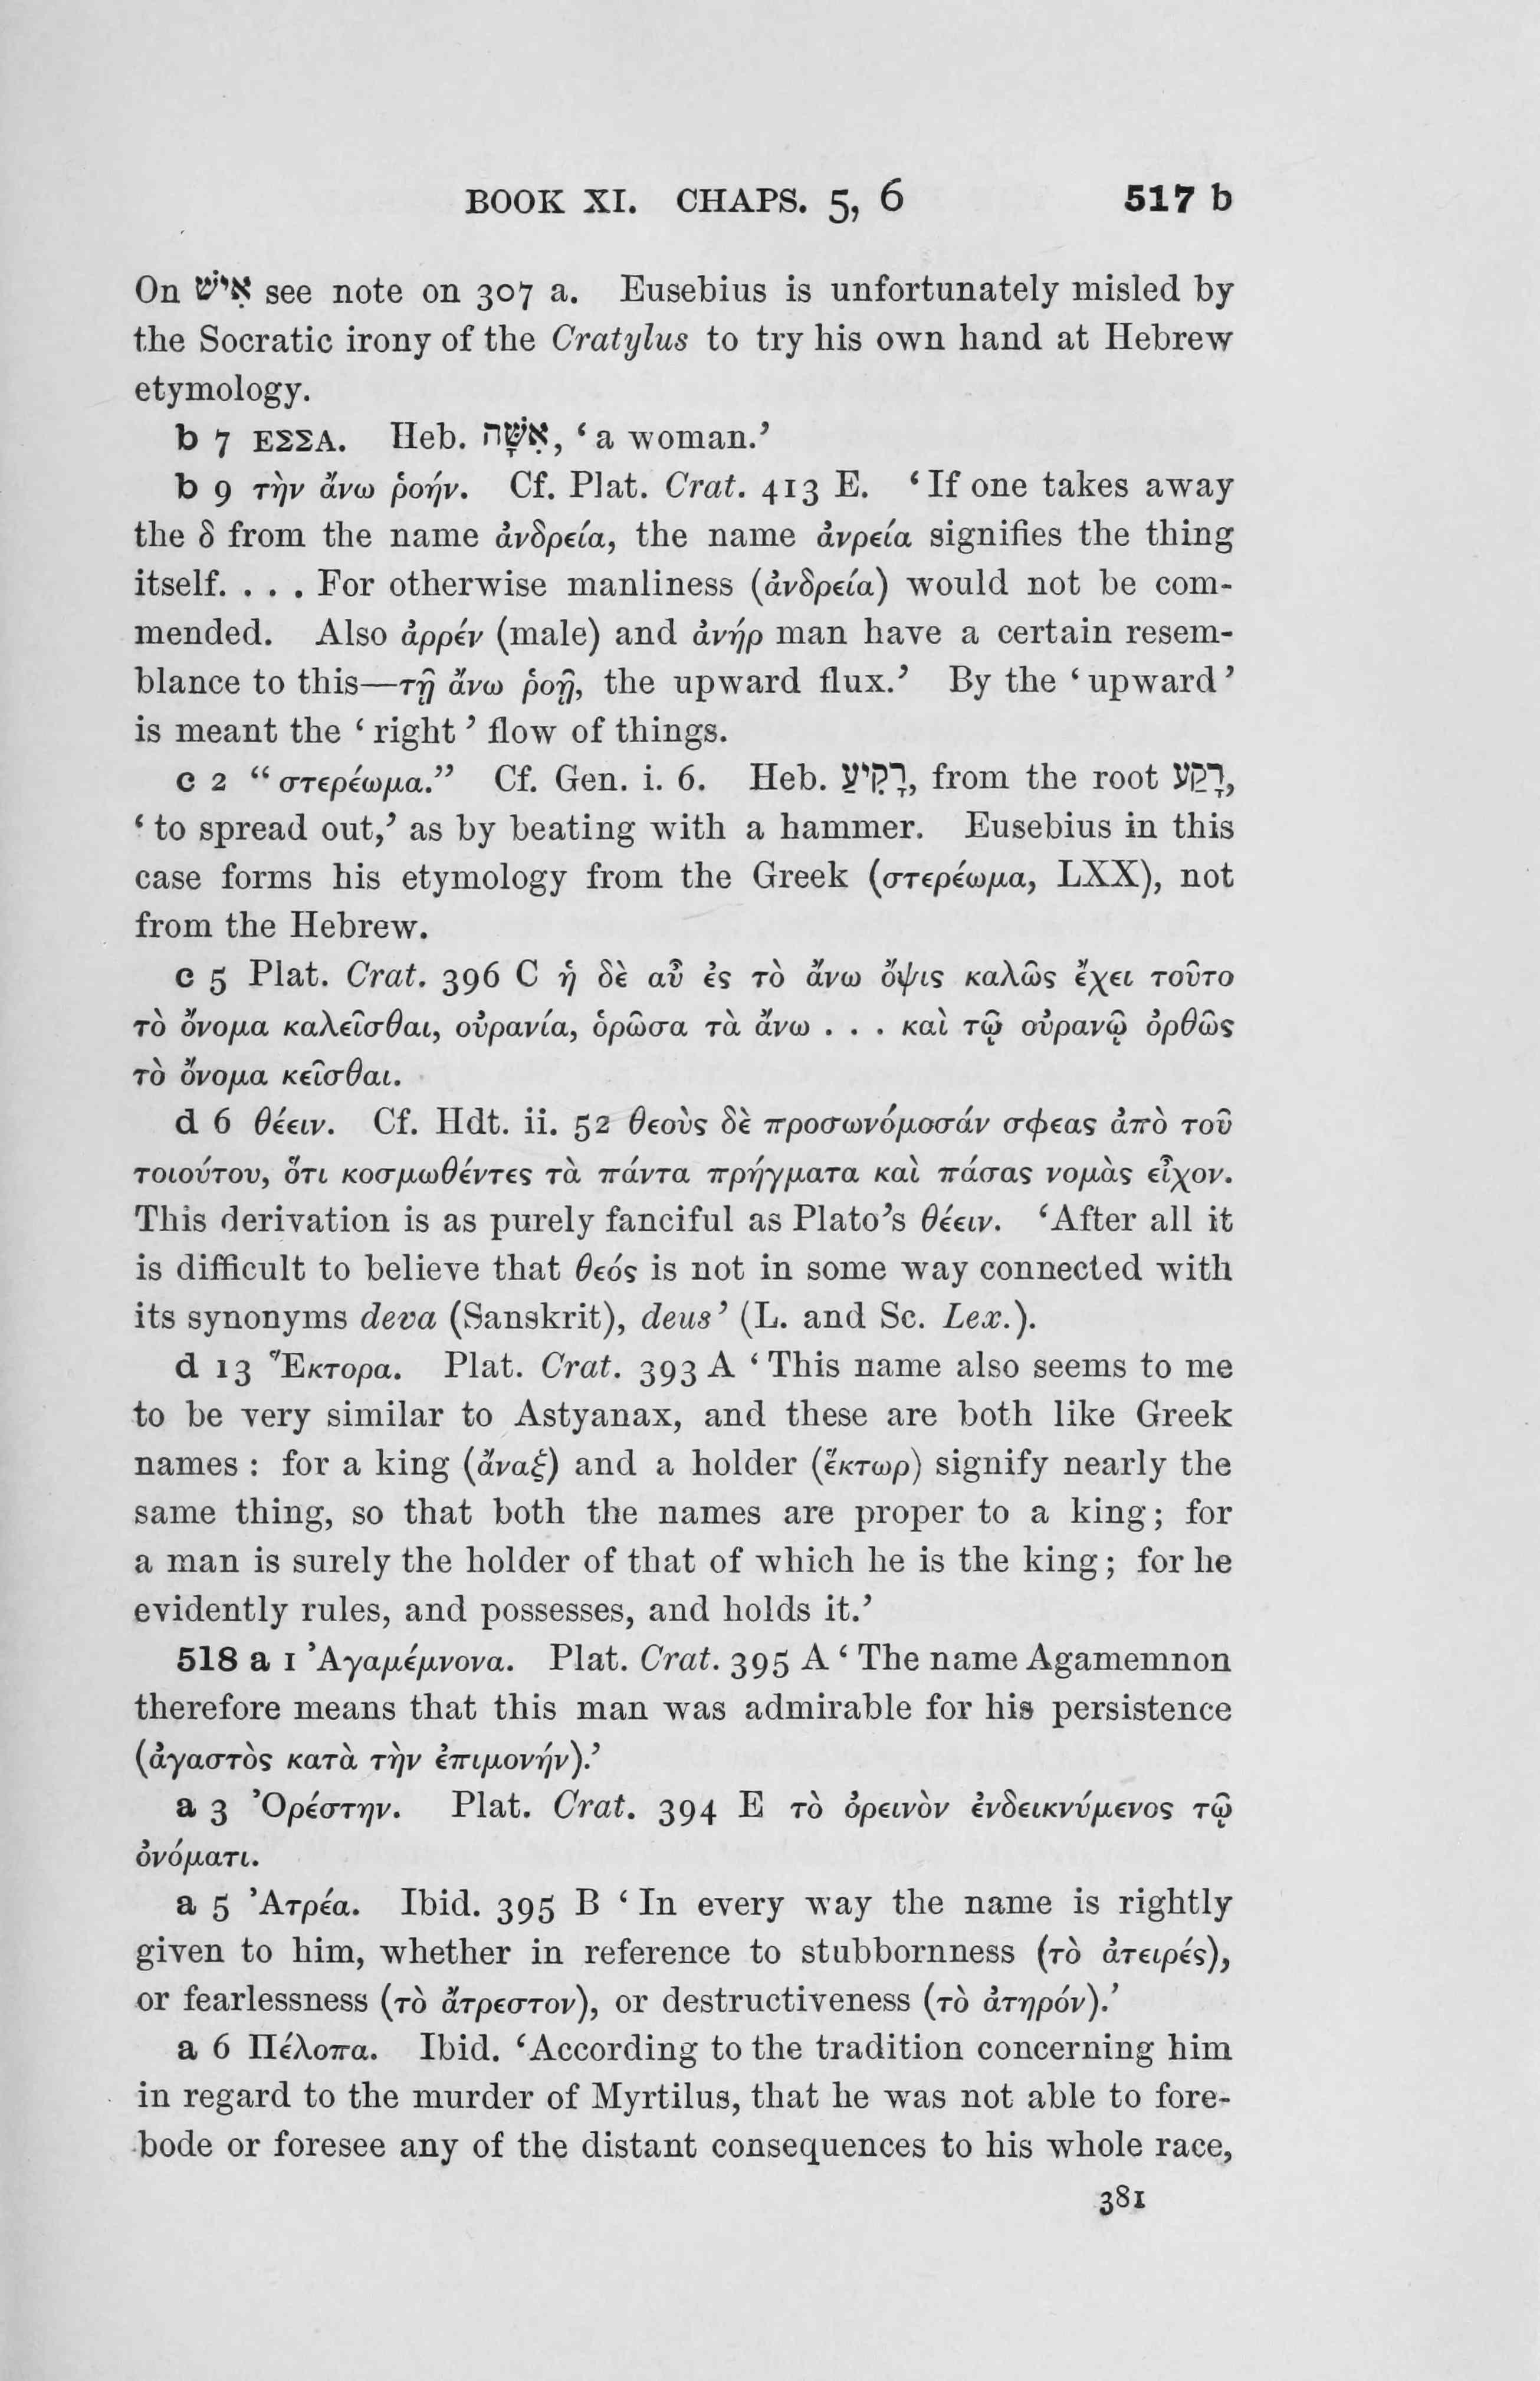 BOOK XI. CHAPS. 5, 6 517 b
On אִישׁ see note on 307 a. Eusebius is unfortunately misled by
the Socratic irony of the Cratylus to try his own hand at Hebrew
etymology.
b 7 ΕΣΣΑ. Heb. אִשָּׁה, ‘a woman.’
b 9 τὴν ἄνω ῥοήν. Cf. Plat. Crat. 413 E. ‘If one takes away
the δ from the name ἀνδρεία, the name ἀνρεία signifies the thing
itself. . . . For otherwise manliness (ἀνδρεία) would not be com-
mended. Also ἀρρέν (male) and ἀνήρ man have a certain resem-
blance to this—τῇ ἄνω ῥοῇ, the upward flux.’ By the ‘upward’
is meant the ‘right’ flow of things.
c 2 “στερέωμα.” Cf. Gen. i. 6. Heb. רָקִיעַ, from the root רָקַע,
‘to spread out,’ as by beating with a hammer. Eusebius in this
case forms his etymology from the Greek (στερέωμα, LXX), not
from the Hebrew.
c 5 Plat. Crat. 396 C ἡ δὲ αὖ ἐς τὸ ἄνω ὄψις καλῶς ἔχει τοῦτο
τὸ ὄνομα καλεῖσθαι, οὐρανία, ὁρῶσα τὰ ἄνω . . . καὶ τῷ οὐρανῷ ὀρθῶς
τὸ ὄνομα κεῖσθαι.
d 6 θέειν. Cf. Hdt. ii. 52 θεοὺς δὲ προσωνόμοσάν σφεας ἀπὸ τοῦ
τοιούτου, ὅτι κοσμωθέντες τὰ πάντα πρήγματα καὶ πάσας νομὰς εἶχον.
This derivation is as purely fanciful as Plato’s θέειν. ‘After all it
is difficult to believe that θεός is not in some way connected with
its synonyms deva (Sanskrit), deus’ (L. and Sc. Lex.).
d 13 Ἕκτορα. Plat. Crat. 393 A ‘This name also seems to me
to be very similar to Astyanax, and these are both like Greek
names : for a king (ἄναξ) and a holder (ἕκτωρ) signify nearly the
same thing, so that both the names are proper to a king ; for
a man is surely the holder of that of which he is the king ; for he
evidently rules, and possesses, and holds it.’
518 a 1 Ἀγαμέμνονα. Plat. Crat. 395 A ‘The name Agamemnon
therefore means that this man was admirable for his persistence
(ἀγαστὸς κατὰ τὴν ἐπιμονήν).’
a 3 Ὀρέστην. Plat. Crat. 394 E τὸ ὀρεινὸν ἐνδεικνύμενος τῷ
ὀνόματι.
a 5 Ἀτρέα. Ibid. 395 B ‘In every way the name is rightly
given to him, whether in reference to stubbornness (τὸ ἀτειρές),
or fearlessness (τὸ ἄτρεστον), or destructiveness (τὸ ἀτηρόν).’
a 6 Πέλοπα. Ibid. ‘According to the tradition concerning him
in regard to the murder of Myrtilus, that he was not able to fore-
bode or foresee any of the distant consequences to his whole race,
381